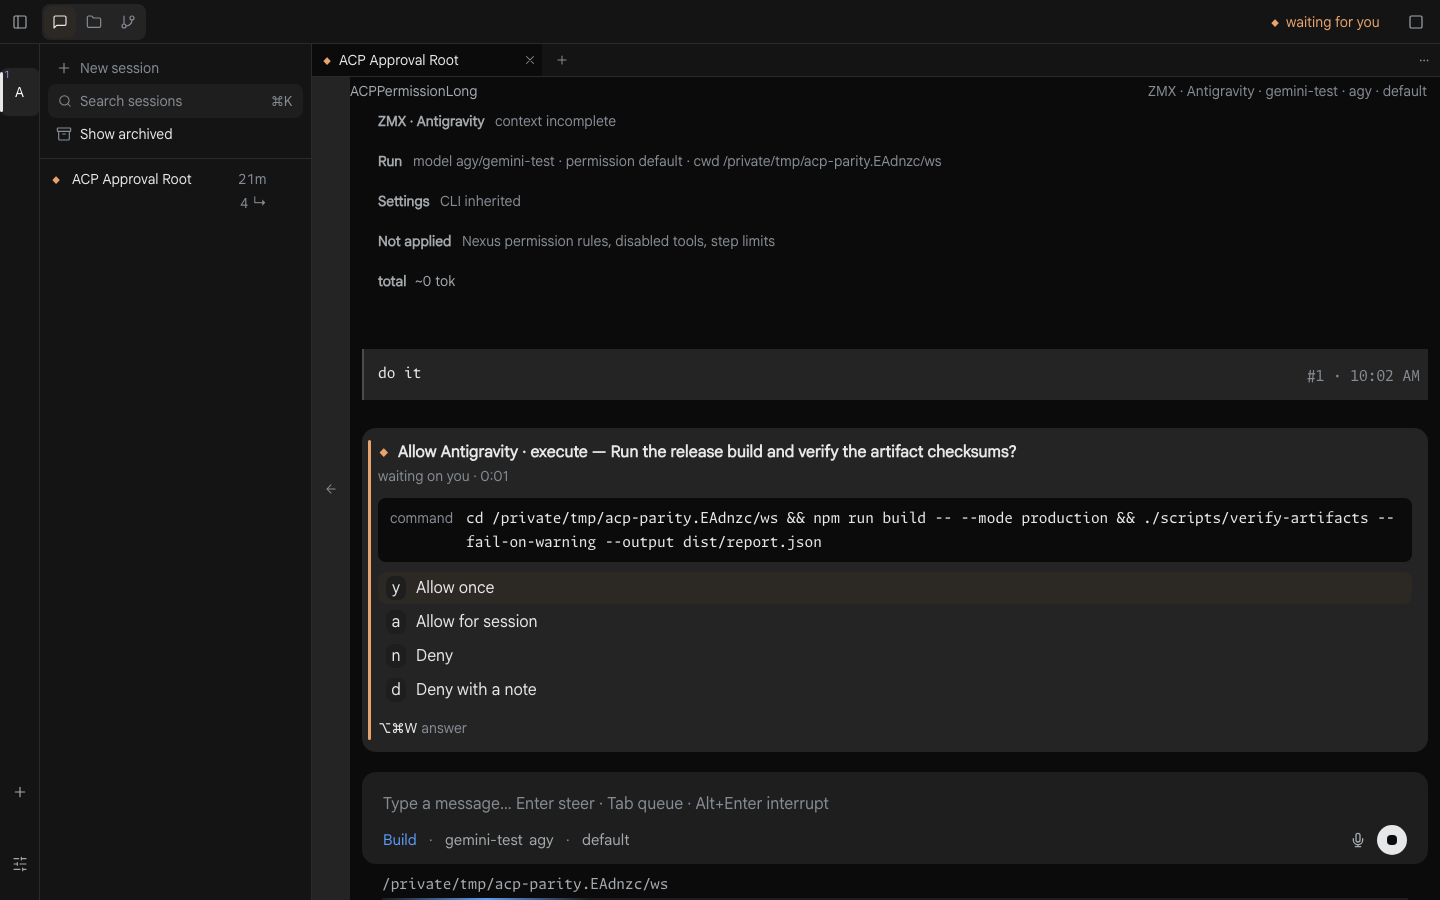 waiting for you
1
A
New session
Search sessions ⌘K
Show archived
ACP Approval Root 21m
4
ACP Approval Root
ACPPermissionLong
ZMX · Antigravity · gemini-test · agy · default
ZMX · Antigravity context incomplete
Run model agy/gemini-test · permission default · cwd /private/tmp/acp-parity.EAdnzc/ws
Settings CLI inherited
Not applied Nexus permission rules, disabled tools, step limits
total ~0 tok
do it
#1 · 10:02 AM
Allow Antigravity · execute — Run the release build and verify the artifact checksums?
waiting on you · 0:01
command cd /private/tmp/acp-parity.EAdnzc/ws && npm run build -- --mode production && ./scripts/verify-artifacts --
fail-on-warning --output dist/report.json
y Allow once
a Allow for session
n Deny
d Deny with a note
⌥⌘W answer
Type a message... Enter steer · Tab queue · Alt+Enter interrupt
Build · gemini-test agy · default
/private/tmp/acp-parity.EAdnzc/ws